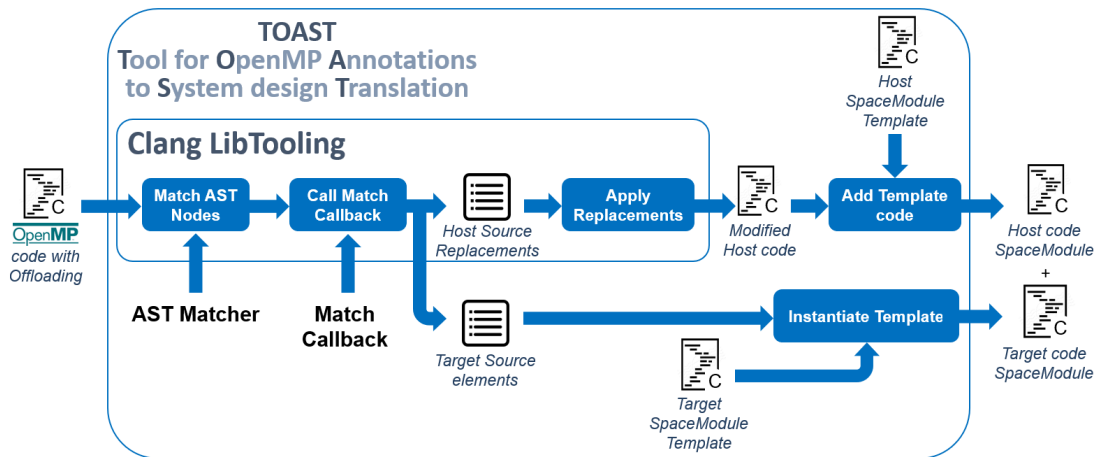 TOAST
Tool for OpenMP Annotations
to System design Translation
Clang LibTooling
C
OpenMP
code with
Offloading
Match AST
Nodes
Call Match
Callback
Host Source
Replacements
Apply
Replacements
C
Modified
Host code
C
Host
SpaceModule
Template
Add Template
code
C
Host code
SpaceModule
+
AST Matcher
Match
Callback
Target Source
elements
C
Target
SpaceModule
Template
Instantiate Template
C
Target code
SpaceModule